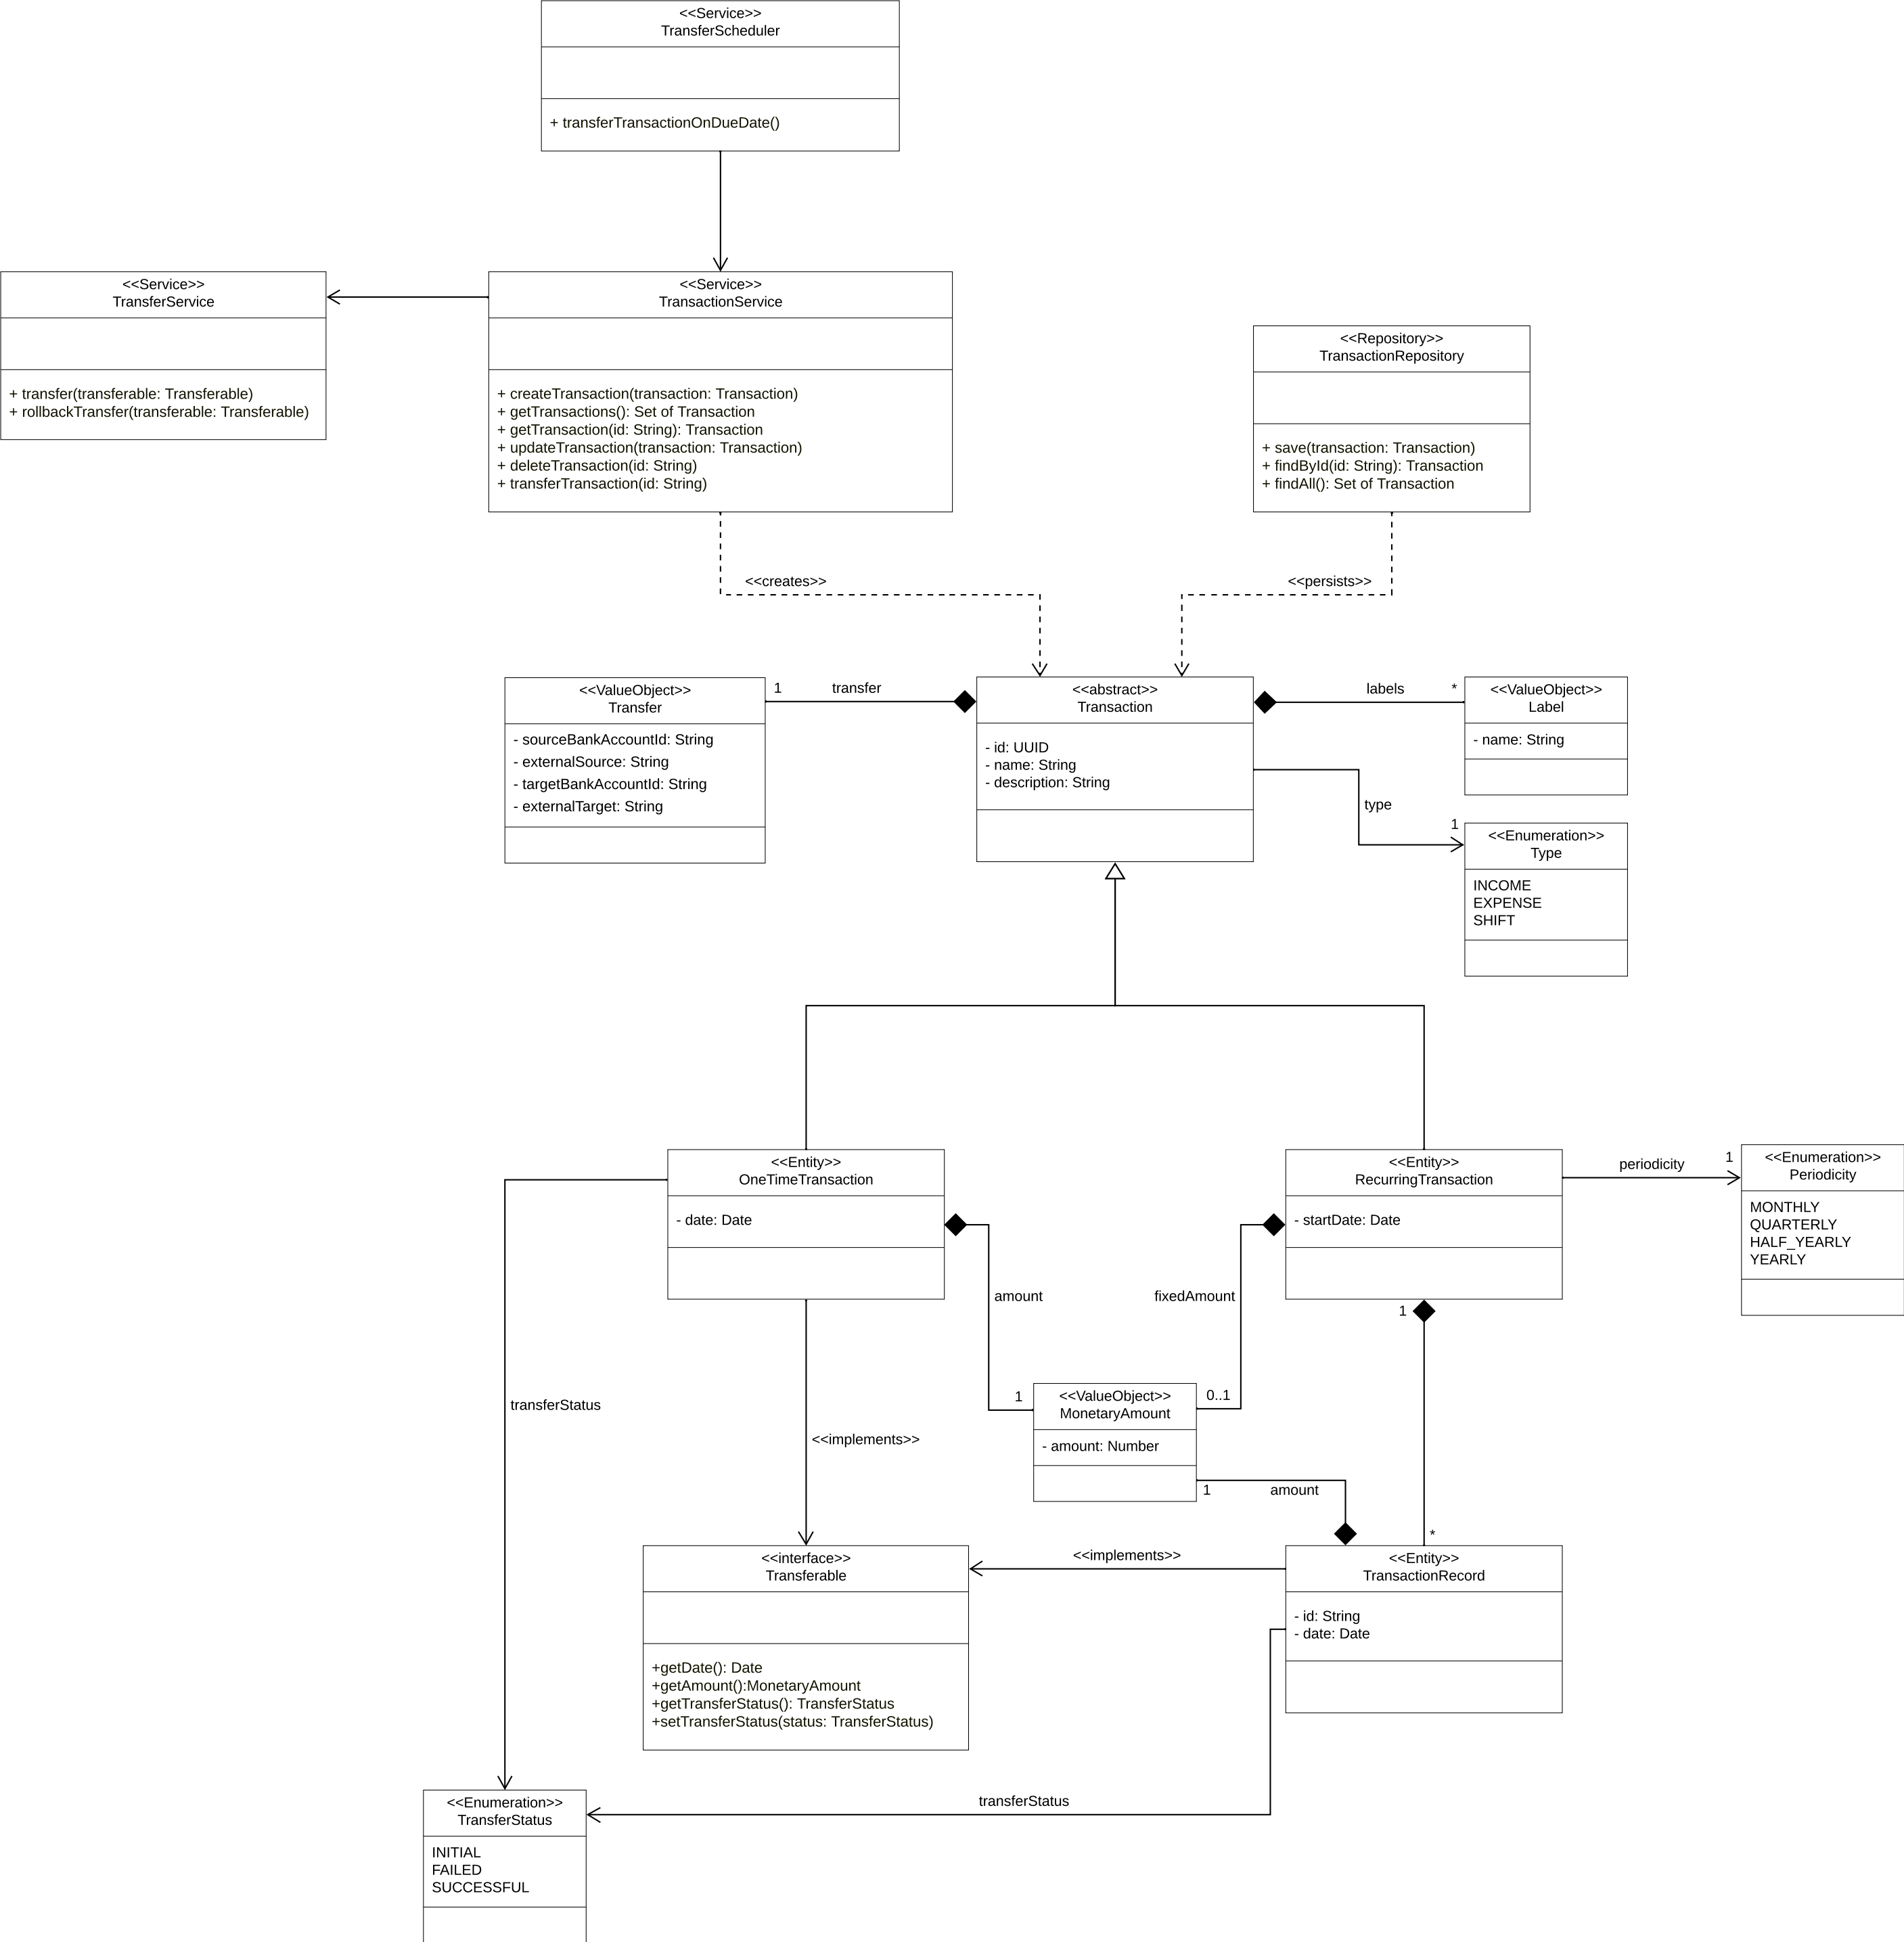 <<Service>>
TransferScheduler
+ transferTransactionOnDueDate()
<<Service>>
TransferService
+ transfer(transferable: Transferable)
+ rollbackTransfer(transferable: Transferable)
<<Service>>
TransactionService
+ createTransaction(transaction: Transaction)
+ getTransactions(): Set of Transaction
+ getTransaction(id: String): Transaction
+ updateTransaction(transaction: Transaction)
+ deleteTransaction(id: String)
+ transferTransaction(id: String)
<<Repository>>
TransactionRepository
+ save(transaction: Transaction)
+ findById(id: String): Transaction
+ findAll(): Set of Transaction
<<creates>>
<<persists>>
<<ValueObject>>
Transfer
- sourceBankAccountId: String
- externalSource: String
- targetBankAccountId: String
- externalTarget: String
1
transfer
<<abstract>>
Transaction
- id: UUID
- name: String
- description: String
labels
*
<<ValueObject>>
Label
- name: String
type
1
<<Enumeration>>
Type
INCOME
EXPENSE
SHIFT
<<Entity>>
OneTimeTransaction
- date: Date
<<Entity>>
RecurringTransaction
- startDate: Date
periodicity
1
<<Enumeration>>
Periodicity
MONTHLY
QUARTERLY
HALF_YEARLY
YEARLY
amount
1
fixedAmount
0..1
1
transferStatus
<<implements>>
<<ValueObject>>
MonetaryAmount
- amount: Number
1
amount
*
<<interface>>
Transferable
+getDate(): Date
+getAmount():MonetaryAmount
+getTransferStatus(): TransferStatus
+setTransferStatus(status: TransferStatus)
<<implements>>
<<Entity>>
TransactionRecord
- id: String
- date: Date
transferStatus
<<Enumeration>>
TransferStatus
INITIAL
FAILED
SUCCESSFUL